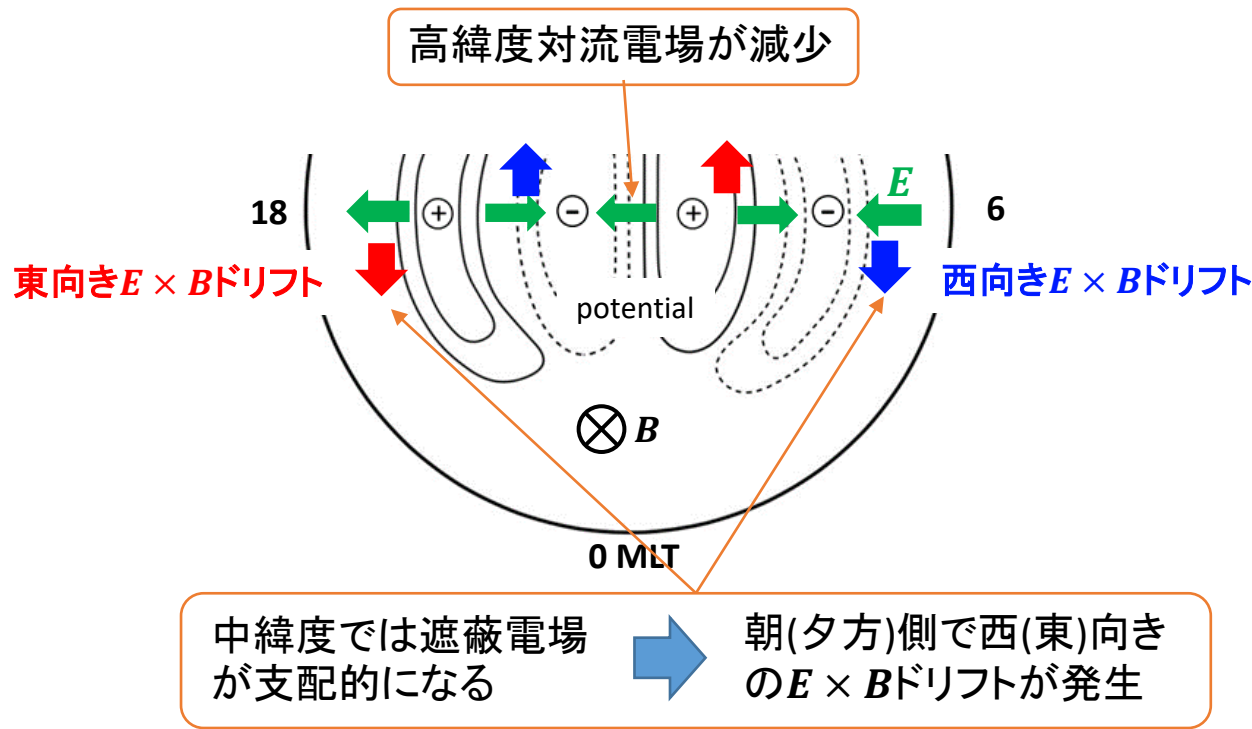 高緯度対流電場が減少
E
18
+
-
+
-
6
東向きE × Bドリフト
西向きE × Bドリフト
potential
B
0 MLT
中緯度では遮蔽電場
が支配的になる
朝(夕方)側で西(東)向き
のE × Bドリフトが発生